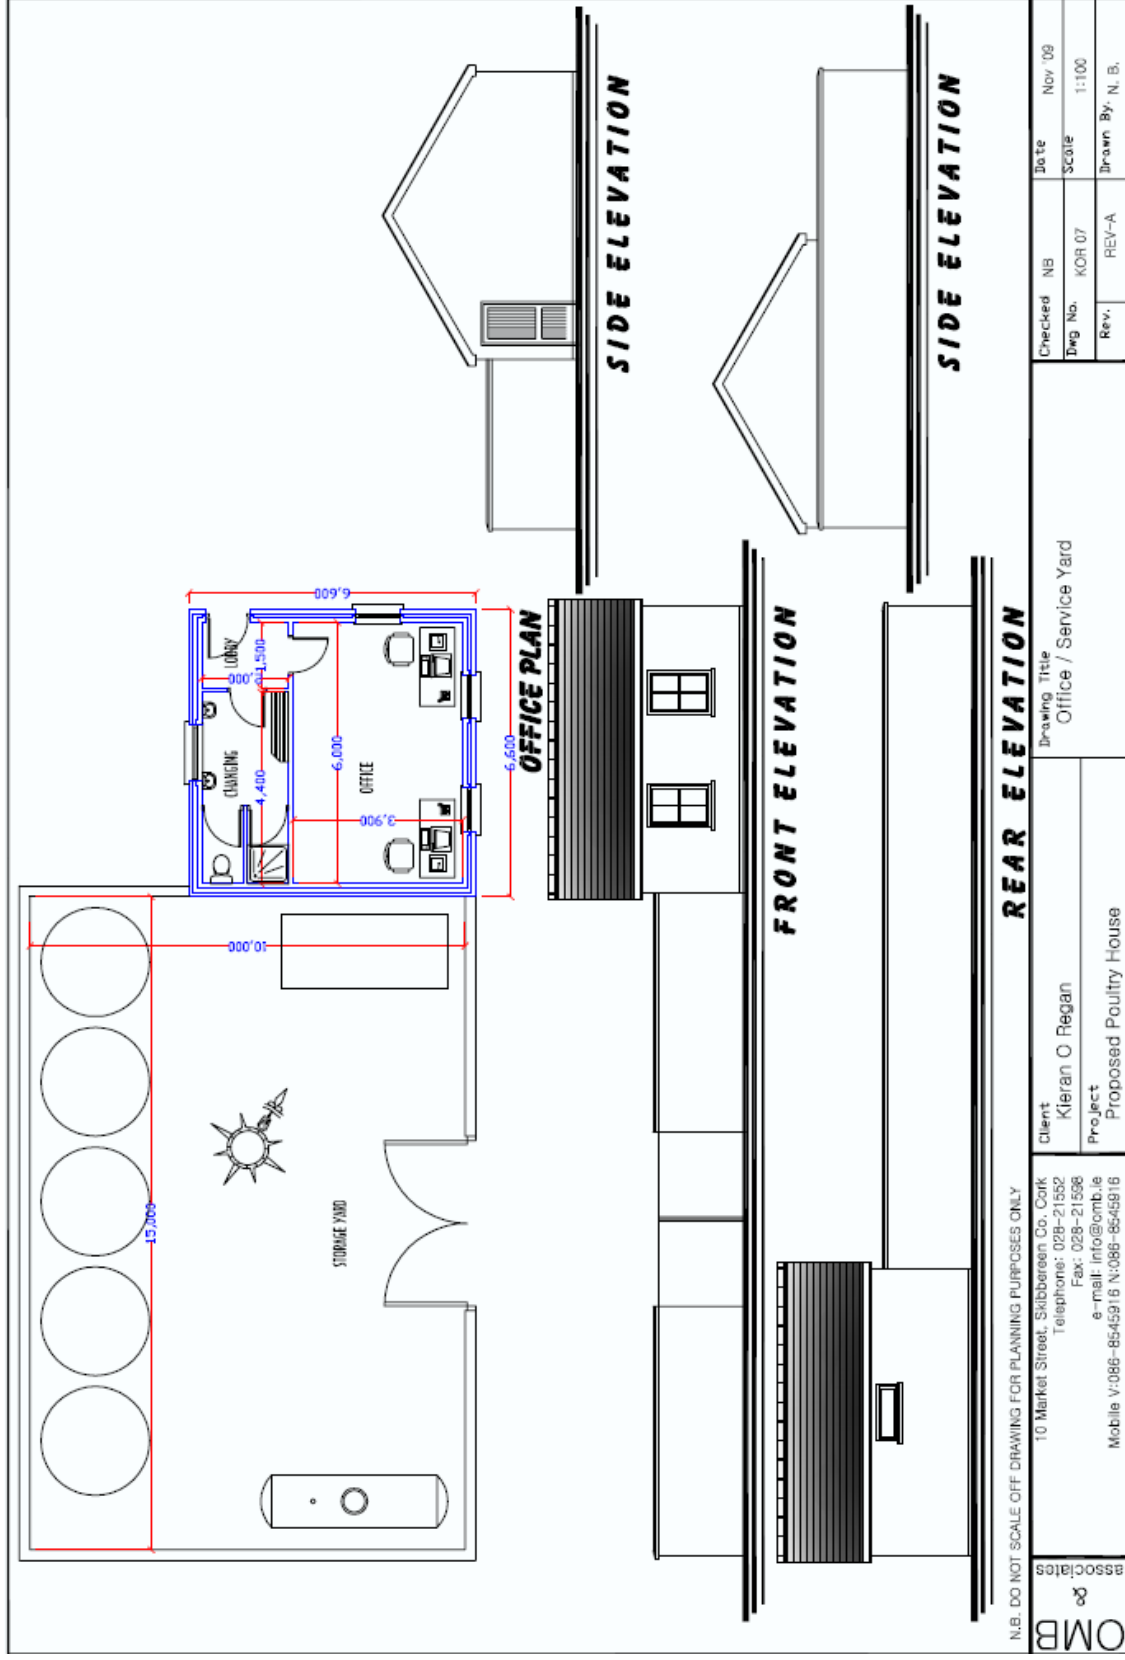 6,600
LOBBY
1,500
2,000
CHANGING
4,400
6,000
OFFICE
3,900
6,600
OFFICE PLAN
10,000
15,000
STORAGE YARD
SIDE ELEVATION
SIDE ELEVATION
FRONT ELEVATION
REAR ELEVATION
N.B. DO NOT SCALE OFF DRAWING FOR PLANNING PURPOSES ONLY
OMB
&
associates
10 Market Street, Skibbereen Co. Cork
Telephone: 028-21552
Fax: 028-21598
e-mail: info@omb.ie
Mobile V:086-8545916 N:086-8545916
Client
Kieran O Regan
Project
Proposed Poultry House
Drawing Title
Office / Service Yard
Checked NB
Dwg No. KOR 07
Rev. REV-A
Date Nov '09
Scale 1:100
Drawn By. N. B.